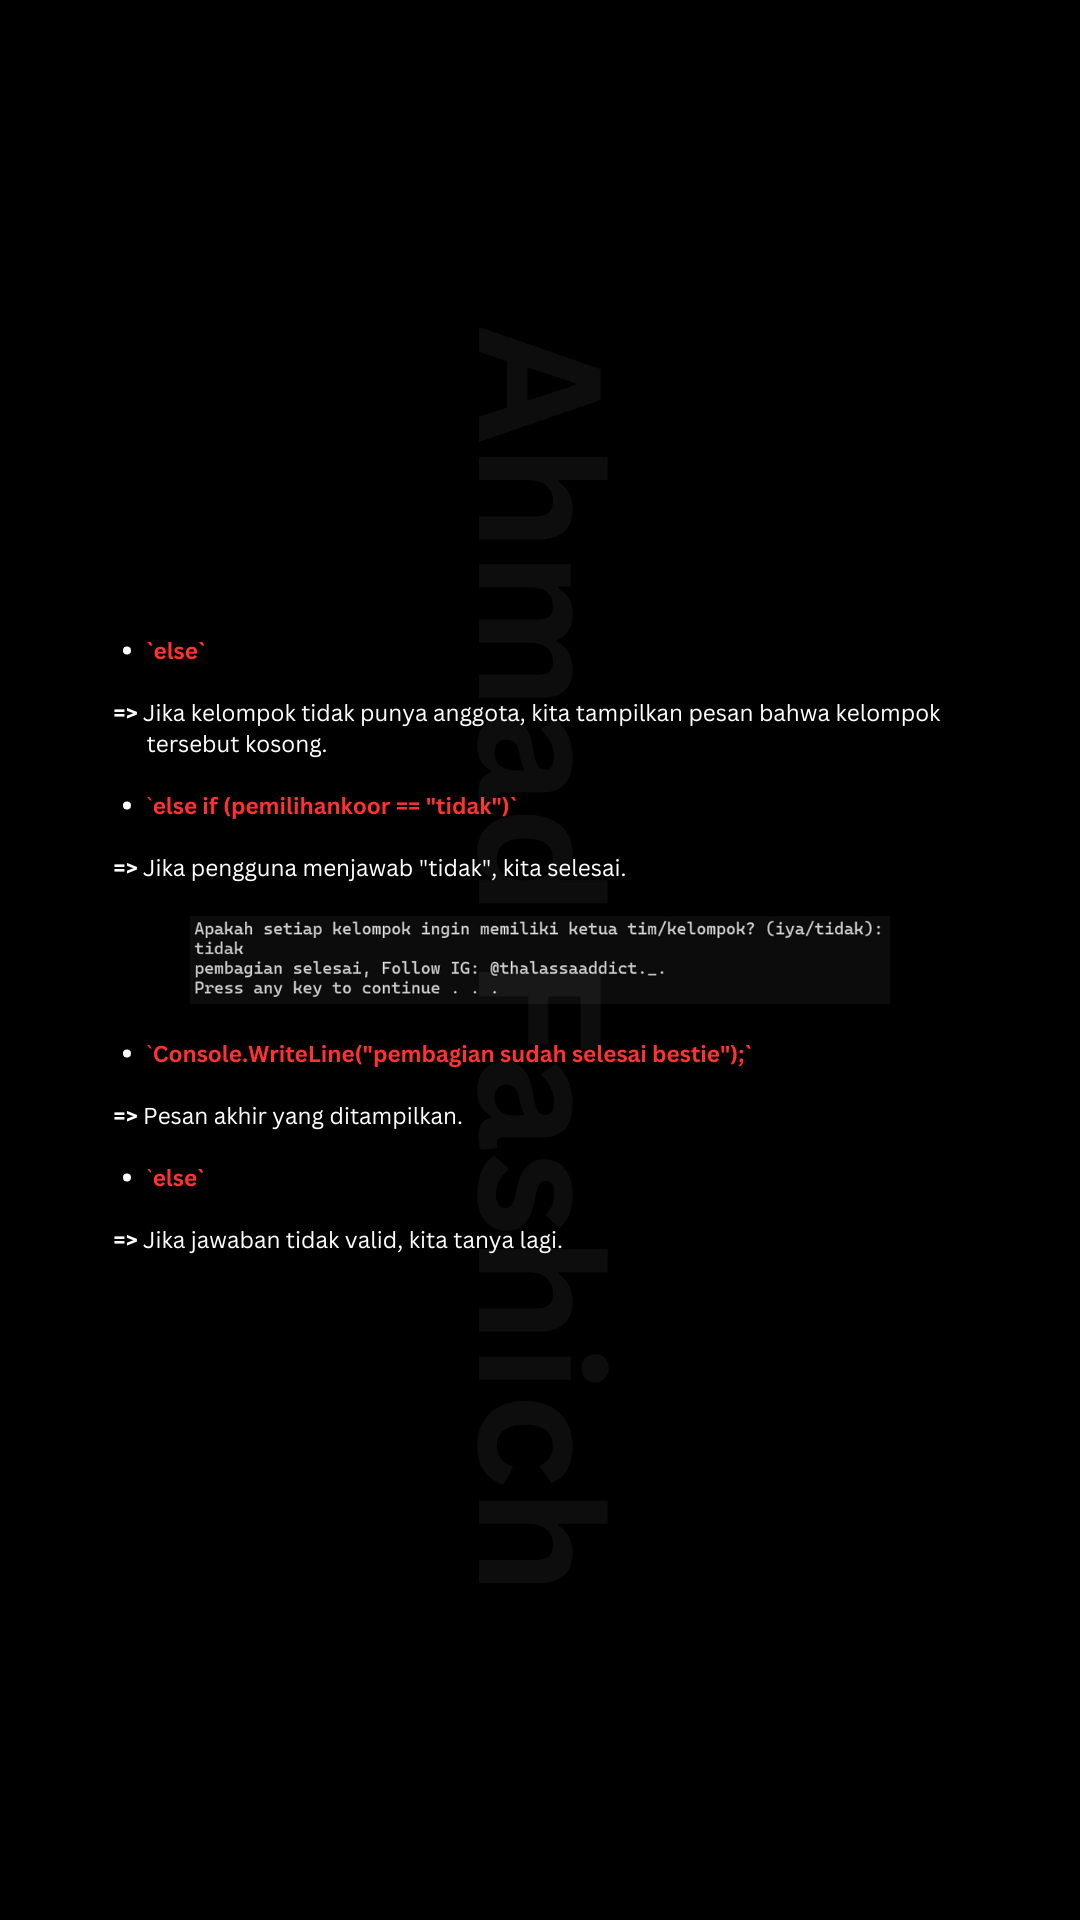 • `else`
=> Jika kelompok tidak punya anggota, kita tampilkan pesan bahwa kelompok
tersebut kosong.
• `else if (pemilihankoor == "tidak")`
=> Jika pengguna menjawab "tidak", kita selesai.
Apakah setiap kelompok ingin memiliki ketua tim/kelompok? (iya/tidak):
tidak
pembagian selesai, Follow IG: @thalassaaddict._.
Press any key to continue . . .
• `Console.WriteLine("pembagian sudah selesai bestie");`
=> Pesan akhir yang ditampilkan.
• `else`
=> Jika jawaban tidak valid, kita tanya lagi.
Ahmad Fashich